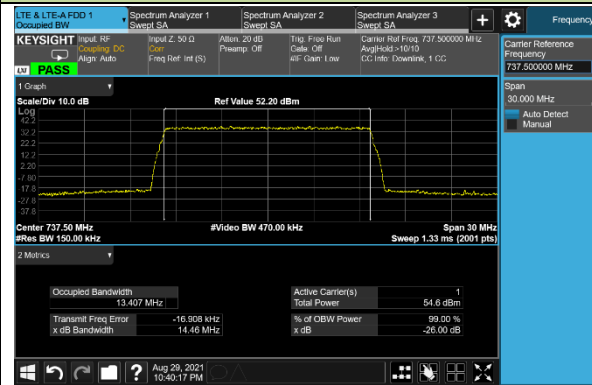 LTE & LTE-A FDD 1
Occupied BW
Spectrum Analyzer 1
Swept SA
Spectrum Analyzer 2
Swept SA
Spectrum Analyzer 3
Swept SA
+
Frequency
KEYSIGHT
Input: RF
Coupling: DC
Align: Auto
Input Z: 50 Ω
Corr
Freq Ref: Int (S)
Atten: 20 dB
Preamp: Off
Trig: Free Run
Gate: Off
#IF Gain: Low
Carrier Ref Freq: 737.500000 MHz
Avg|Hold:>10/10
CC Info: Downlink, 1 CC
LXI
PASS
Carrier Reference
Frequency
737.500000 MHz
Span
30.000 MHz
Auto Detect
Manual
1 Graph
Scale/Div 10.0 dB
Ref Value 52.20 dBm
Log
42.2
32.2
22.2
12.2
2.20
-7.80
-17.8
-27.8
-37.8
Center 737.50 MHz
#Video BW 470.00 kHz
Span 30 MHz
#Res BW 150.00 kHz
Sweep 1.33 ms (2001 pts)
2 Metrics
Occupied Bandwidth
13.407 MHz
Active Carrier(s)
1
Total Power
54.6 dBm
Transmit Freq Error
-16.908 kHz
% of OBW Power
99.00 %
x dB Bandwidth
14.46 MHz
x dB
-26.00 dB
?
Aug 29, 2021
10:40:17 PM